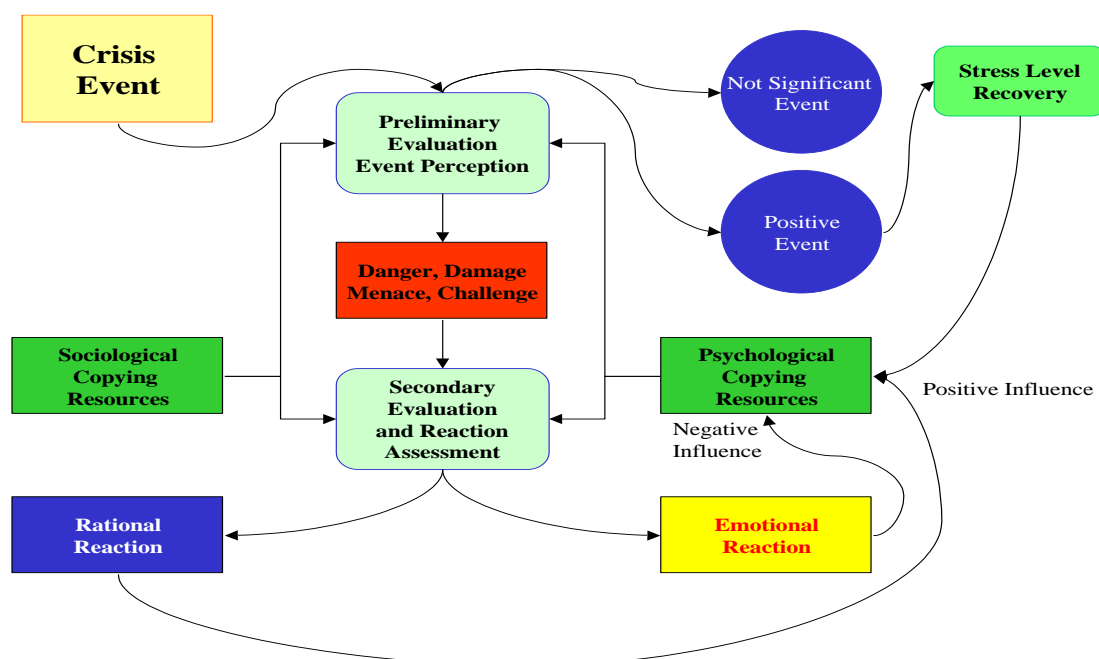 Crisis
Event
Not Significant
Event
Stress Level
Recovery
Preliminary
Evaluation
Event Perception
Positive
Event
Danger, Damage
Menace, Challenge
Sociological
Copying
Resources
Psychological
Copying
Resources
Positive Influence
Secondary
Evaluation
and Reaction
Assessment
Negative
Influence
Rational
Reaction
Emotional
Reaction